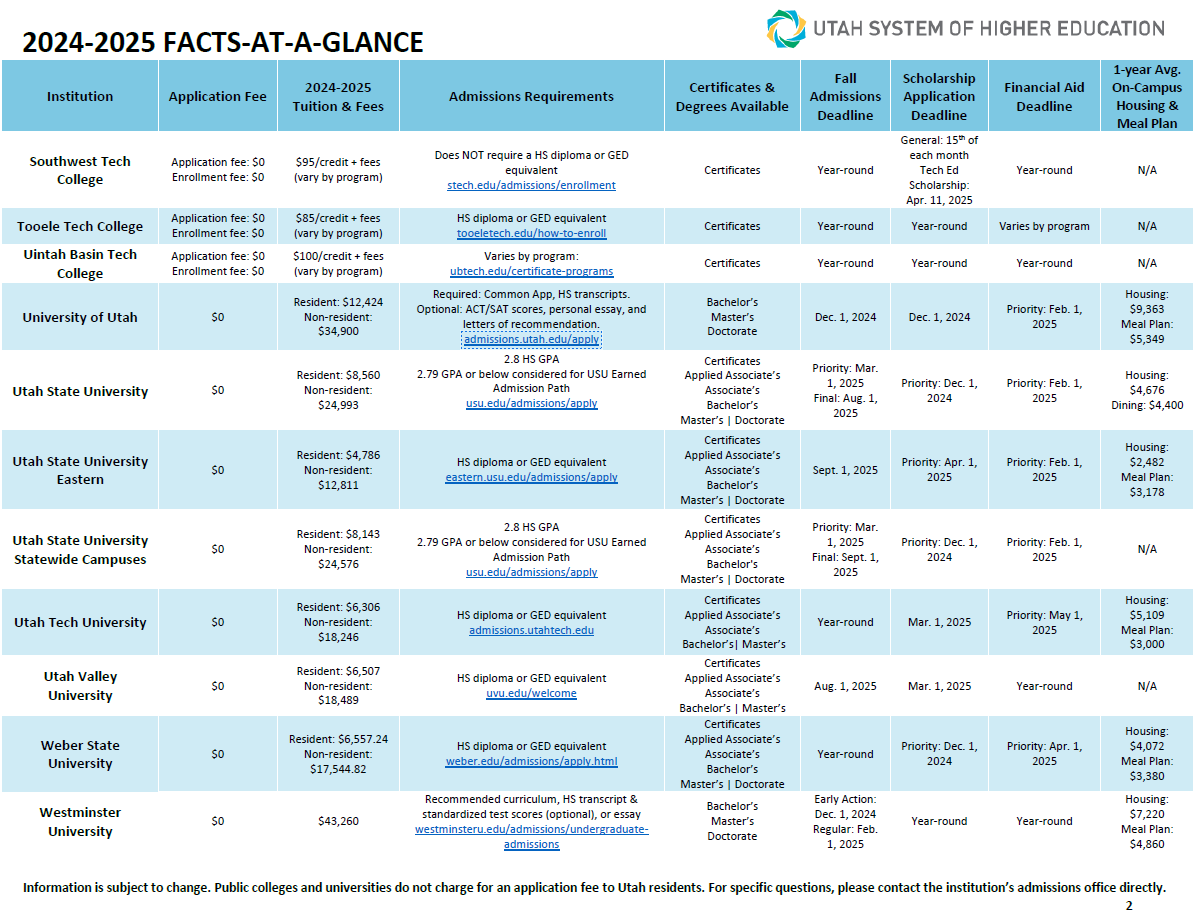 2024-2025 FACTS-AT-A-GLANCE
UTAH SYSTEM OF HIGHER EDUCATION
Institution
Application Fee
2024-2025
Tuition & Fees
Admissions Requirements
Certificates &
Degrees Available
Fall
Admissions
Deadline
Scholarship
Application
Deadline
Financial Aid
Deadline
1-year Avg.
On-Campus
Housing &
Meal Plan
Southwest Tech
College
Application fee: $0
Enrollment fee: $0
$95/credit + fees
(vary by program)
Does NOT require a HS diploma or GED
equivalent
stech.edu/admissions/enrollment
Certificates
Year-round
General: 15th of
each month
Tech Ed
Scholarship:
Apr. 11, 2025
Year-round
N/A
Tooele Tech College
Application fee: $0
Enrollment fee: $0
$85/credit + fees
(vary by program)
HS diploma or GED equivalent
tooeletech.edu/how-to-enroll
Certificates
Year-round
Year-round
Varies by program
N/A
Uintah Basin Tech
College
Application fee: $0
Enrollment fee: $0
$100/credit + fees
(vary by program)
Varies by program:
ubtech.edu/certificate-programs
Certificates
Year-round
Year-round
Year-round
N/A
University of Utah
$0
Resident: $12,424
Non-resident:
$34,900
Required: Common App, HS transcripts.
Optional: ACT/SAT scores, personal essay, and
letters of recommendation.
admissions.utah.edu/apply
Bachelor's
Master's
Doctorate
Dec. 1, 2024
Dec. 1, 2024
Priority: Feb. 1,
2025
Housing:
$9,363
Meal Plan:
$5,349
Utah State University
$0
Resident: $8,560
Non-resident:
$24,993
2.8 HS GPA
2.79 GPA or below considered for USU Earned
Admission Path
usu.edu/admissions/apply
Certificates
Applied Associate's
Associate's
Bachelor's
Master's | Doctorate
Priority: Mar.
1, 2025
Final: Aug. 1,
2025
Priority: Dec. 1,
2024
Priority: Feb. 1,
2025
Housing:
$4,676
Dining: $4,400
Utah State University
Eastern
$0
Resident: $4,786
Non-resident:
$12,811
HS diploma or GED equivalent
eastern.usu.edu/admissions/apply
Certificates
Applied Associate's
Associate's
Bachelor's
Master's | Doctorate
Sept. 1, 2025
Priority: Apr. 1,
2025
Priority: Feb. 1,
2025
Housing:
$2,482
Meal Plan:
$3,178
Utah State University
Statewide Campuses
$0
Resident: $8,143
Non-resident:
$24,576
2.8 HS GPA
2.79 GPA or below considered for USU Earned
Admission Path
usu.edu/admissions/apply
Certificates
Applied Associate's
Associate's
Bachelor's
Master's | Doctorate
Priority: Mar.
1, 2025
Final: Sept. 1,
2025
Priority: Dec. 1,
2024
Priority: Feb. 1,
2025
N/A
Utah Tech University
$0
Resident: $6,306
Non-resident:
$18,246
HS diploma or GED equivalent
admissions.utahtech.edu
Certificates
Applied Associate's
Associate's
Bachelor's| Master's
Year-round
Mar. 1, 2025
Priority: May 1,
2025
Housing:
$5,109
Meal Plan:
$3,000
Utah Valley
University
$0
Resident: $6,507
Non-resident:
$18,489
HS diploma or GED equivalent
uvu.edu/welcome
Certificates
Applied Associate's
Associate's
Bachelor's | Master's
Aug. 1, 2025
Mar. 1, 2025
Year-round
N/A
Weber State
University
$0
Resident: $6,557.24
Non-resident:
$17,544.82
HS diploma or GED equivalent
weber.edu/admissions/apply.html
Certificates
Applied Associate's
Associate's
Bachelor's
Master's | Doctorate
Year-round
Priority: Dec. 1,
2024
Priority: Apr. 1,
2025
Housing:
$4,072
Meal Plan:
$3,380
Westminster
University
$0
$43,260
Recommended curriculum, HS transcript &
standardized test scores (optional), or essay
westminsteru.edu/admissions/undergraduate-
admissions
Bachelor's
Master's
Doctorate
Early Action:
Dec. 1, 2024
Regular: Feb.
1, 2025
Year-round
Year-round
Housing:
$7,220
Meal Plan:
$4,860
Information is subject to change. Public colleges and universities do not charge for an application fee to Utah residents. For specific questions, please contact the institution's admissions office directly.
2